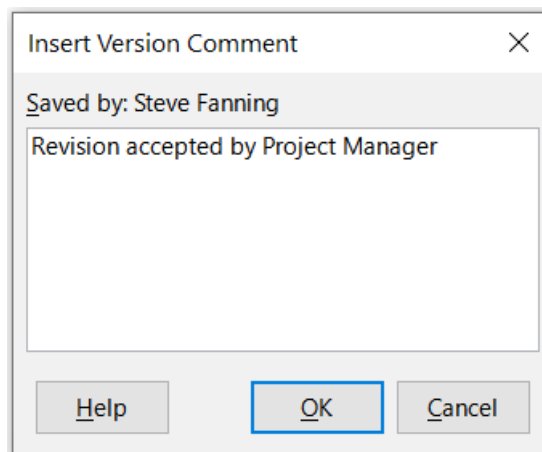 Insert Version Comment
Saved by: Steve Fanning
Revision accepted by Project Manager
Help
OK
Cancel